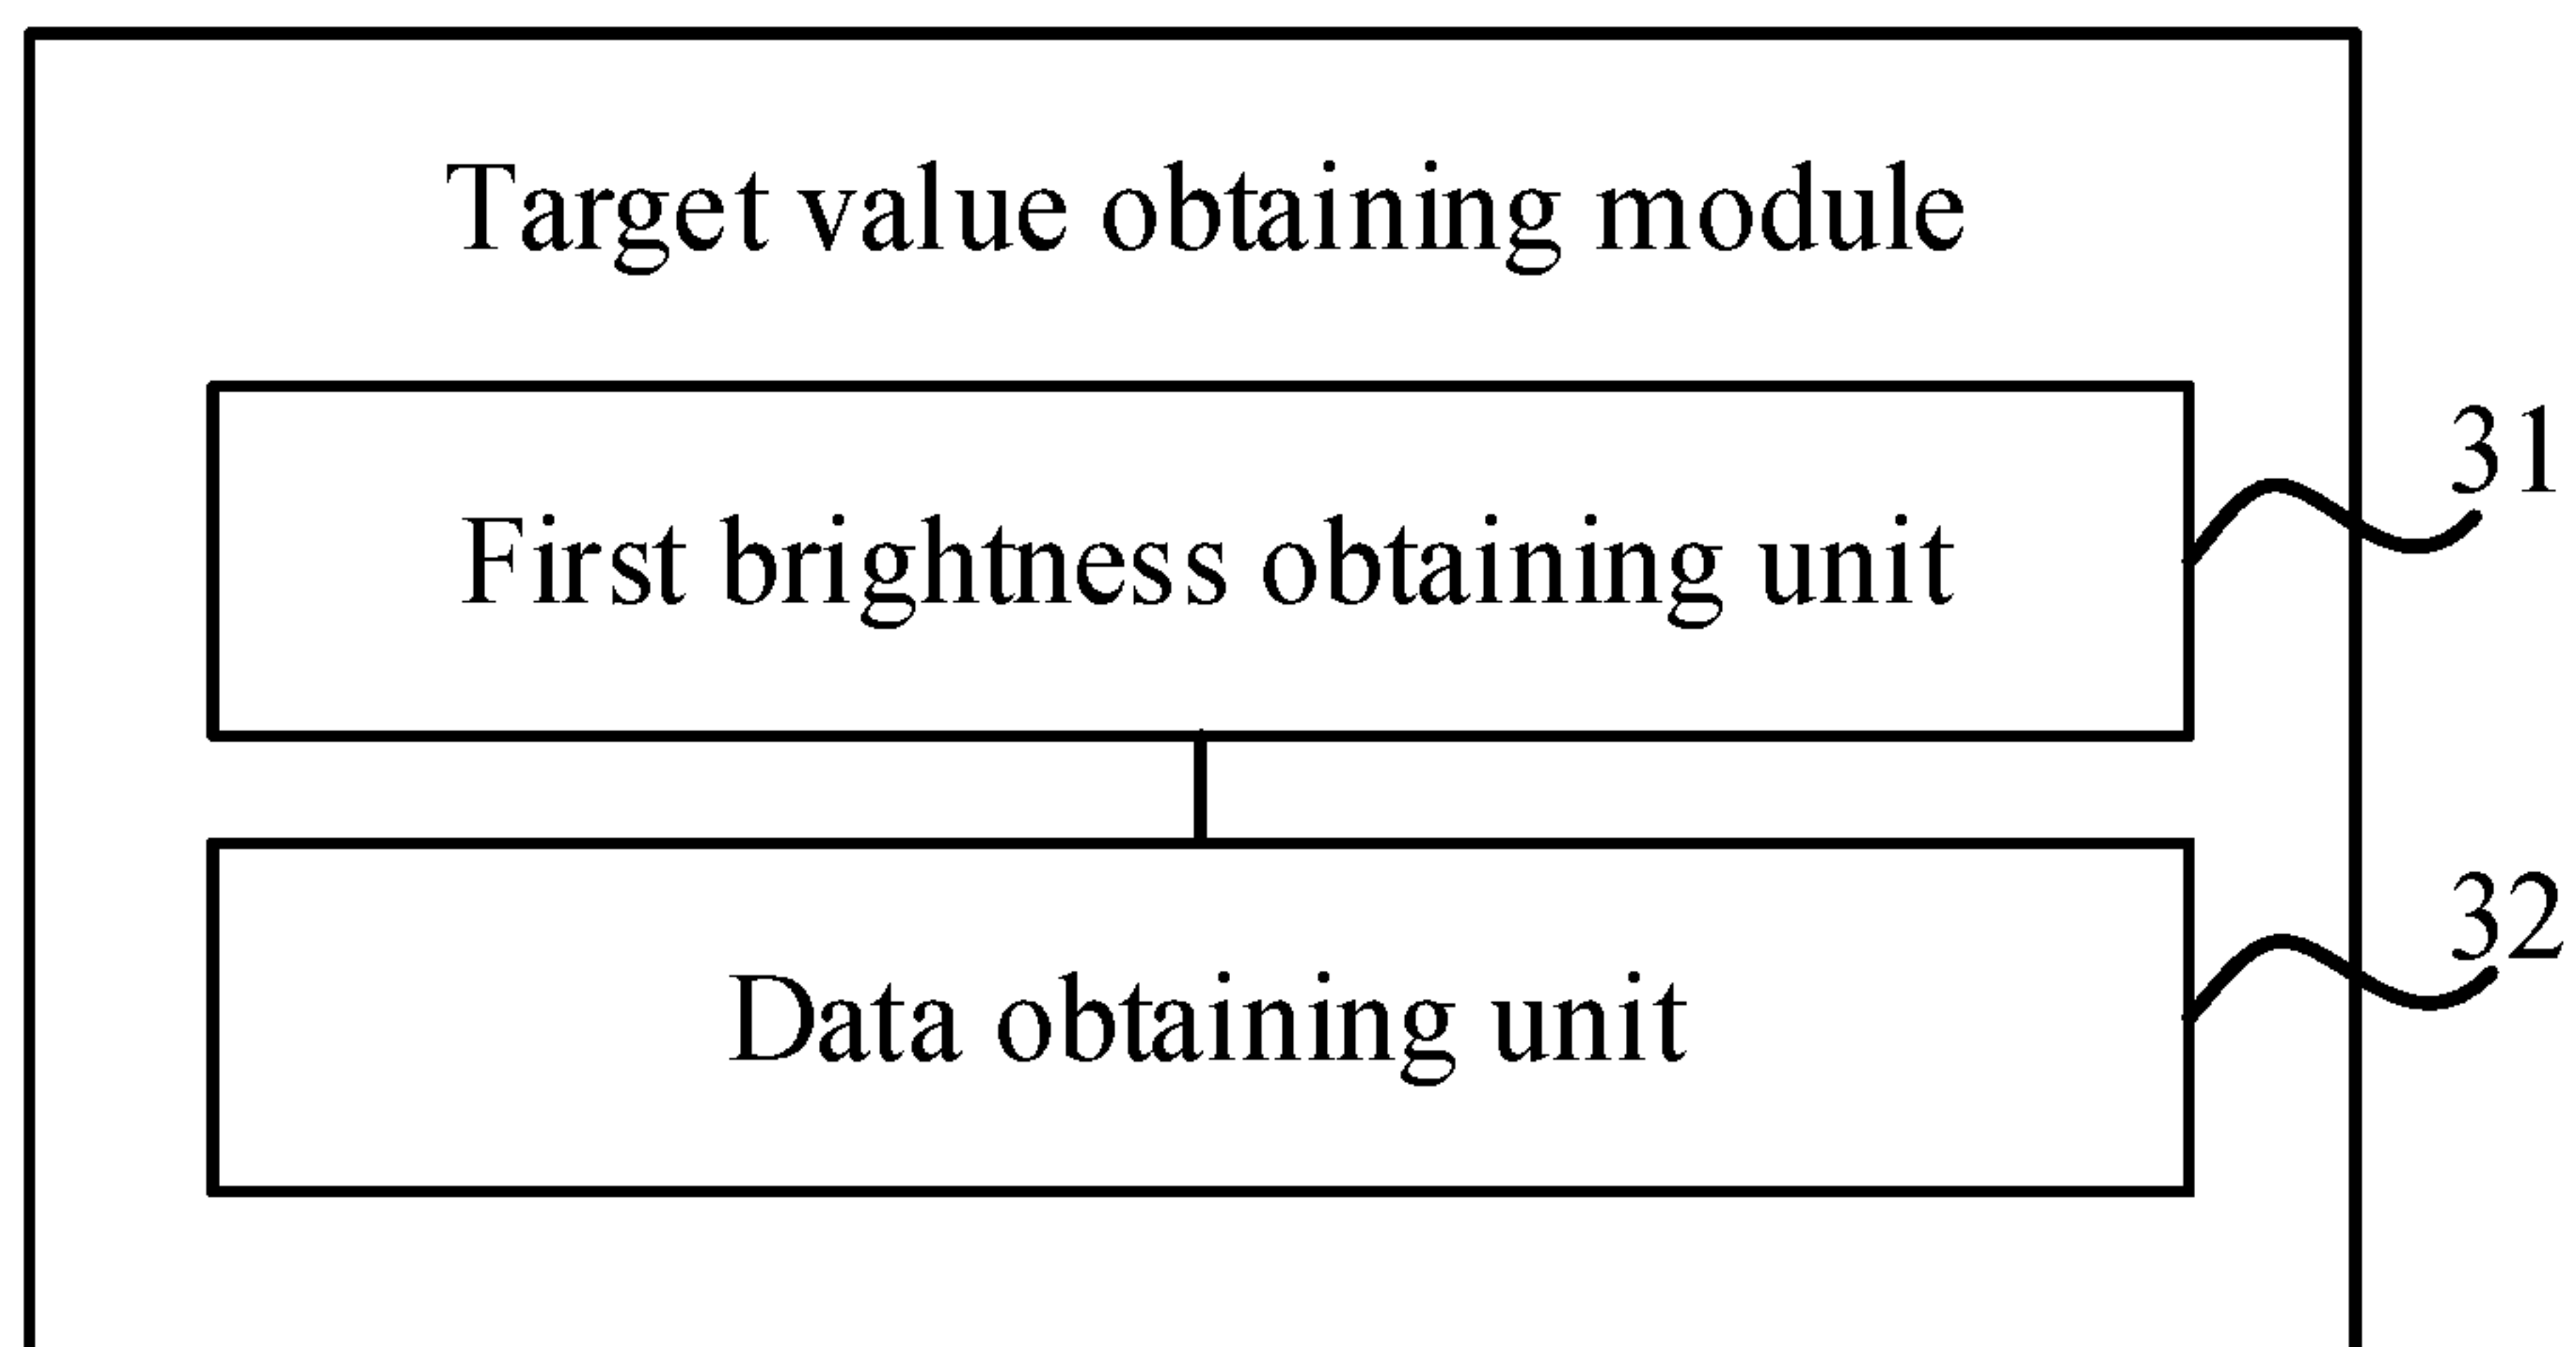 Target value obtaining module
31
First brightness obtaining unit
32
Data obtaining unit